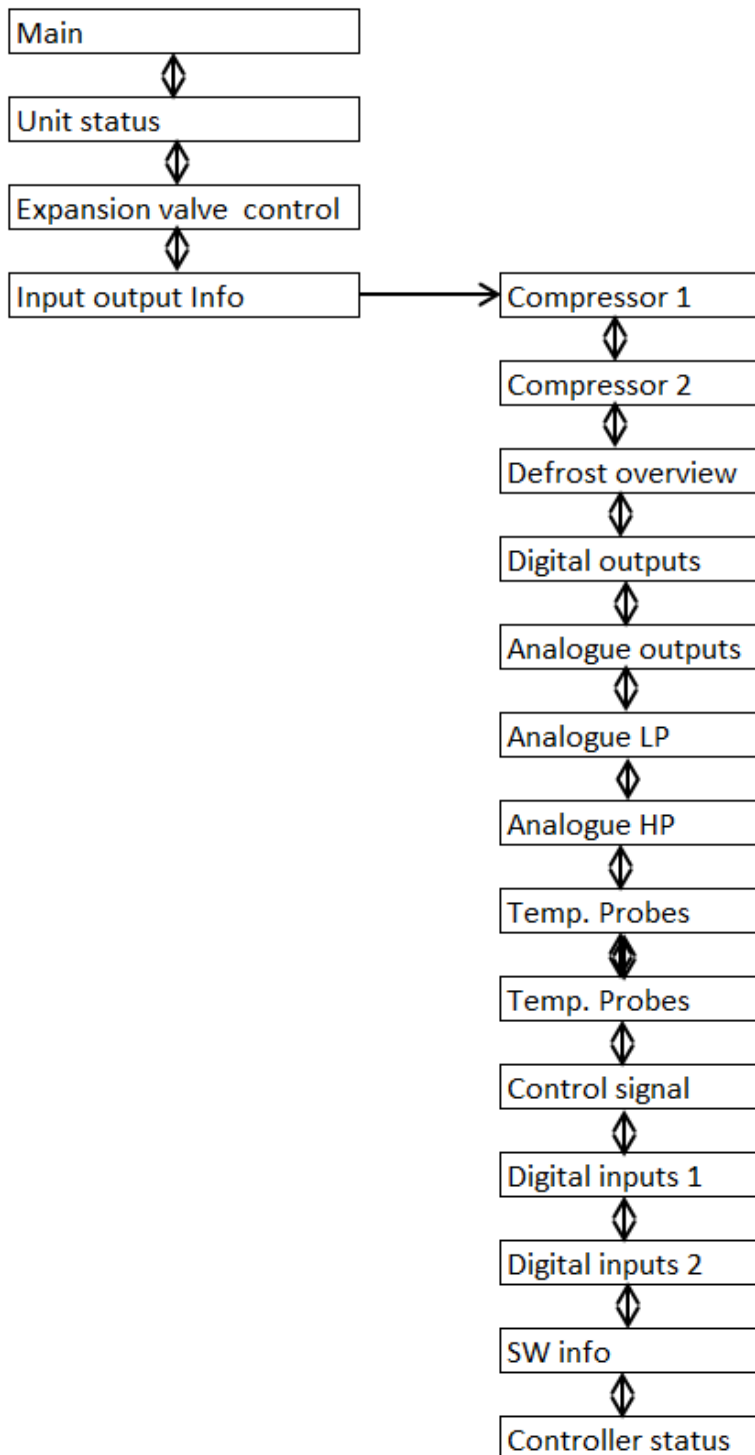 Main
Unit status
Expansion valve  control
Input output Info
Compressor 1
Compressor 2
Defrost overview
Digital outputs
Analogue outputs
Analogue LP
Analogue HP
Temp. Probes
Temp. Probes
Control signal
Digital inputs 1
Digital inputs 2
SW info
Controller status